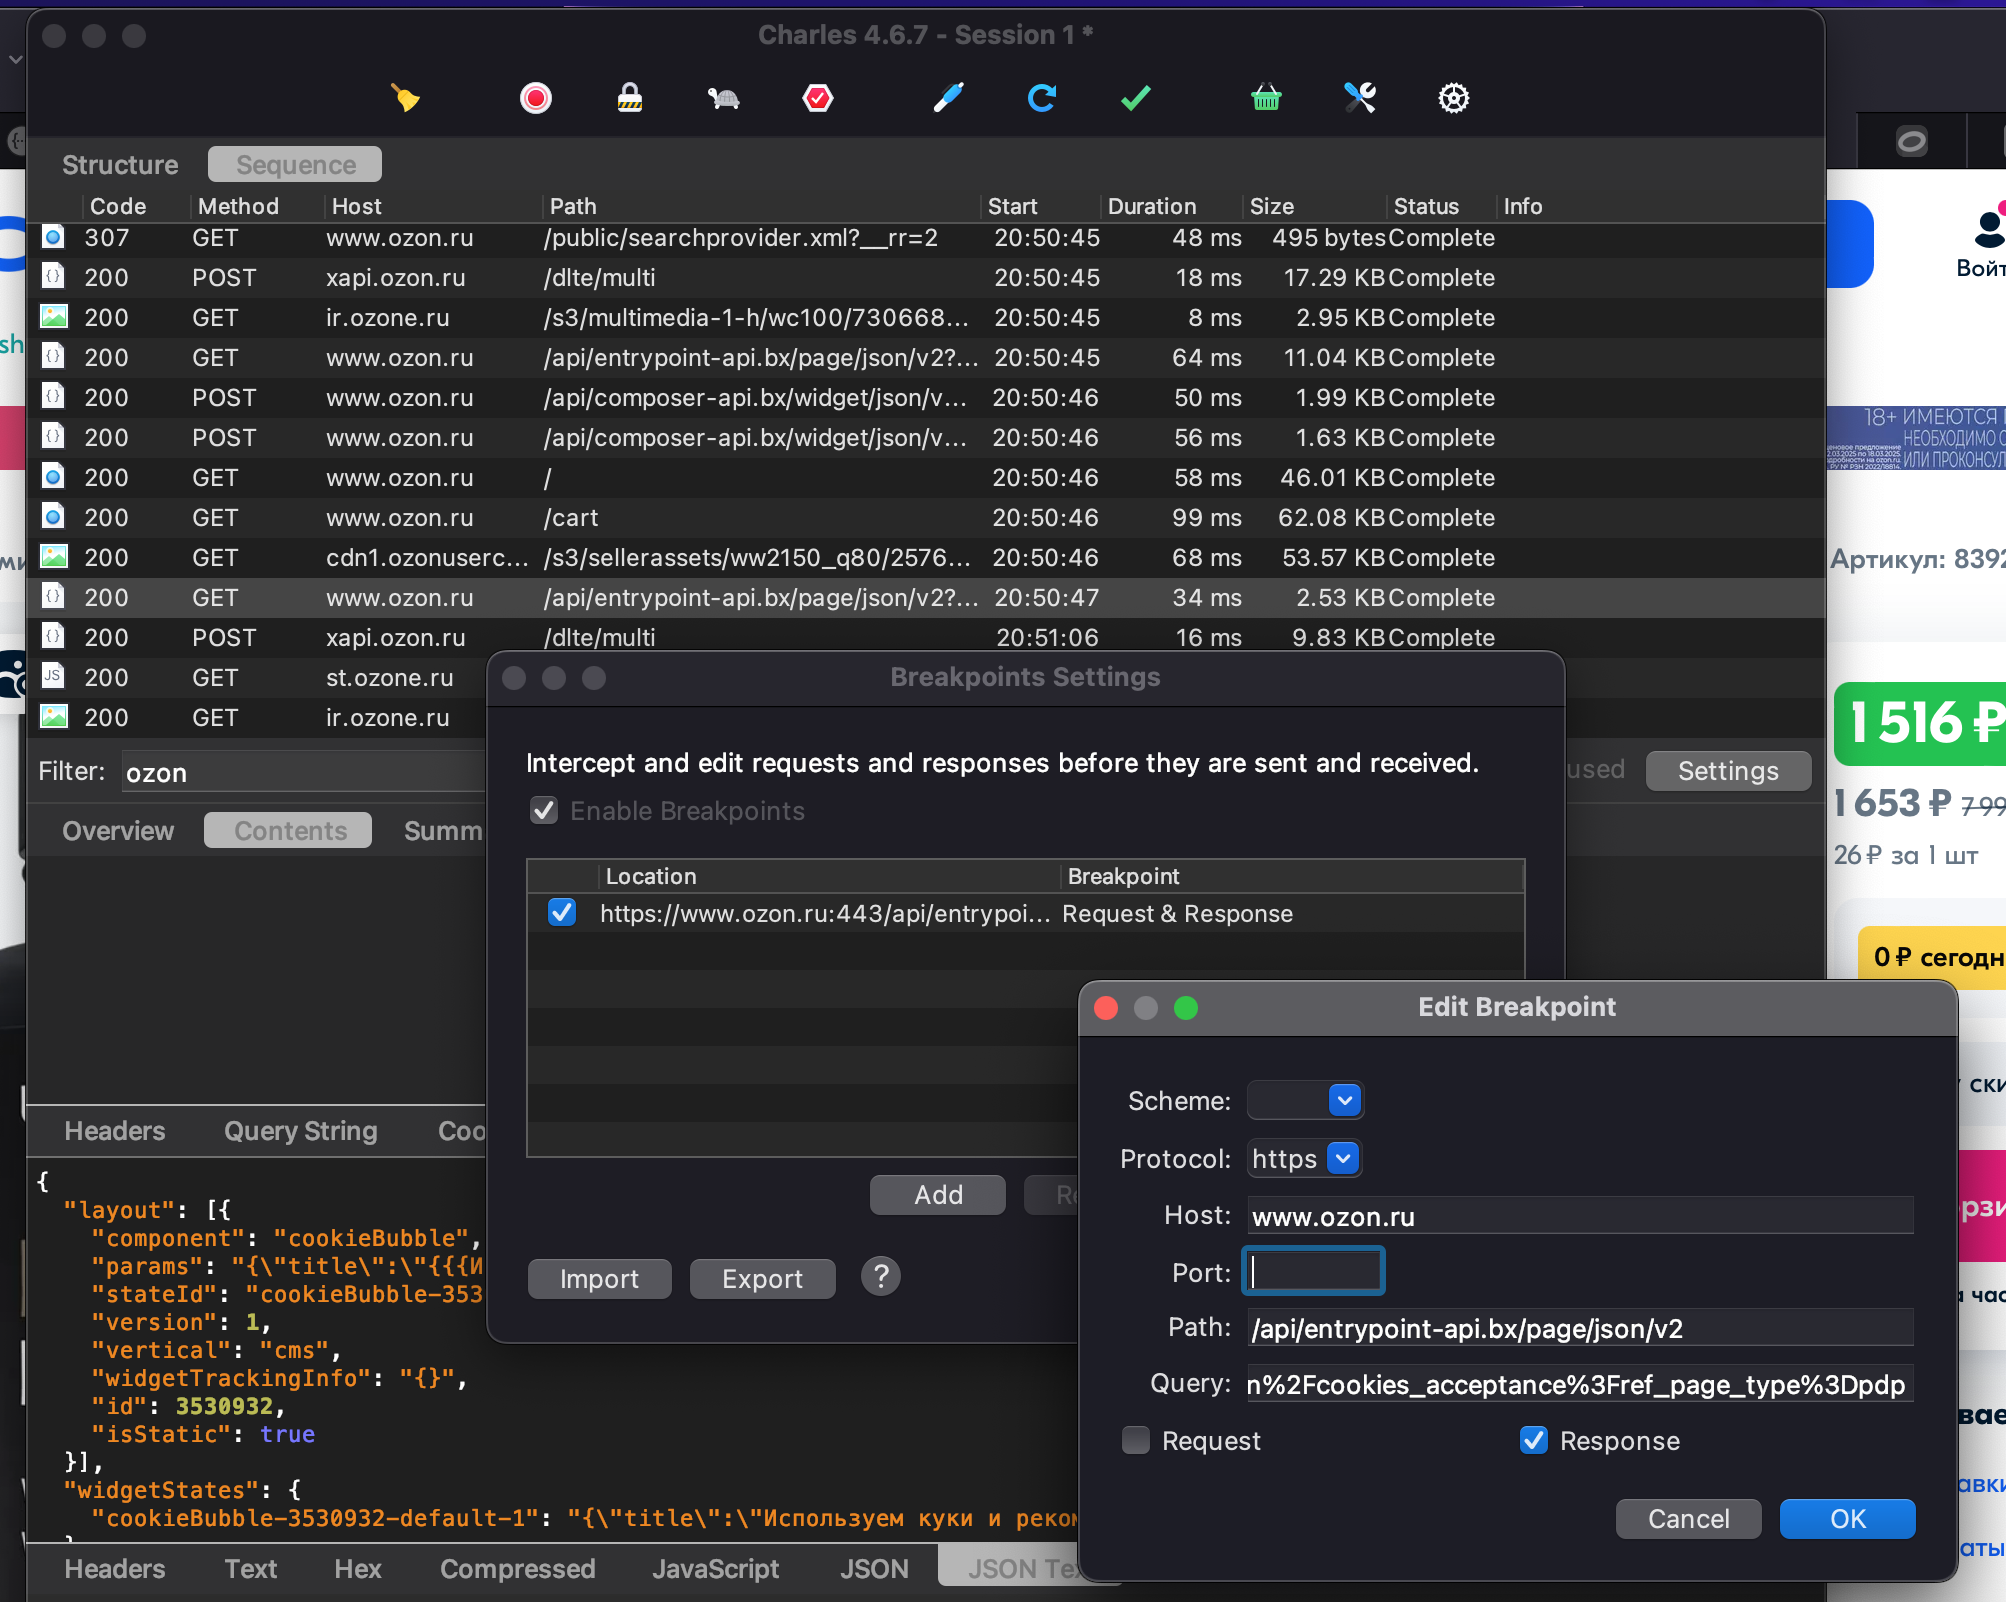 Charles 4.6.7 - Session 1 *
Structure Sequence
Code Method Host Path Start Duration Size Status Info
307 GET www.ozon.ru /public/searchprovider.xml?__rr=2 20:50:45 48 ms 495 bytes Complete
200 POST xapi.ozon.ru /dlte/multi 20:50:45 18 ms 17.29 KB Complete
200 GET ir.ozone.ru /s3/multimedia-1-h/wc100/730668... 20:50:45 8 ms 2.95 KB Complete
200 GET www.ozon.ru /api/entrypoint-api.bx/page/json/v2?... 20:50:45 64 ms 11.04 KB Complete
200 POST www.ozon.ru /api/composer-api.bx/widget/json/v... 20:50:46 50 ms 1.99 KB Complete
200 POST www.ozon.ru /api/composer-api.bx/widget/json/v... 20:50:46 56 ms 1.63 KB Complete
200 GET www.ozon.ru / 20:50:46 58 ms 46.01 KB Complete
200 GET www.ozon.ru /cart 20:50:46 99 ms 62.08 KB Complete
200 GET cdn1.ozonuserc... /s3/sellerassets/ww2150_q80/2576... 20:50:46 68 ms 53.57 KB Complete
200 GET www.ozon.ru /api/entrypoint-api.bx/page/json/v2?... 20:50:47 34 ms 2.53 KB Complete
200 POST xapi.ozon.ru /dlte/multi 20:51:06 16 ms 9.83 KB Complete
JS 200 GET st.ozone.ru
200 GET ir.ozone.ru
Filter: ozon
used Settings
Overview Contents Summ
Headers Query String Coo
{
"layout": [{
"component": "cookieBubble",
"params": "{\"title\":\"{{{И
"stateId": "cookieBubble-353
"version": 1,
"vertical": "cms",
"widgetTrackingInfo": "{}",
"id": 3530932,
"isStatic": true
}],
"widgetStates": {
"cookieBubble-3530932-default-1": "{\"title\":\"Используем куки и реком
Headers Text Hex Compressed JavaScript JSON JSON Te
Breakpoints Settings
Intercept and edit requests and responses before they are sent and received.
Enable Breakpoints
Location Breakpoint
https://www.ozon.ru:443/api/entrypoi... Request & Response
Add Re
Import Export ?
Edit Breakpoint
Scheme:
Protocol: https
Host: www.ozon.ru
Port:
Path: /api/entrypoint-api.bx/page/json/v2
Query: n%2Fcookies_acceptance%3Fref_page_type%3Dpdp
Request Response
Cancel OK
sh
ми
Войт
18+ ИМЕЮТСЯ
НЕОБХОДИМО
ИЛИ ПРОКОНСУЛ
Артикул: 8392
1 516 ₽
1 653 ₽ 7 99
26 ₽ за 1 шт
0 ₽ сегодн
ски
рзи
час
вае
авки
аты